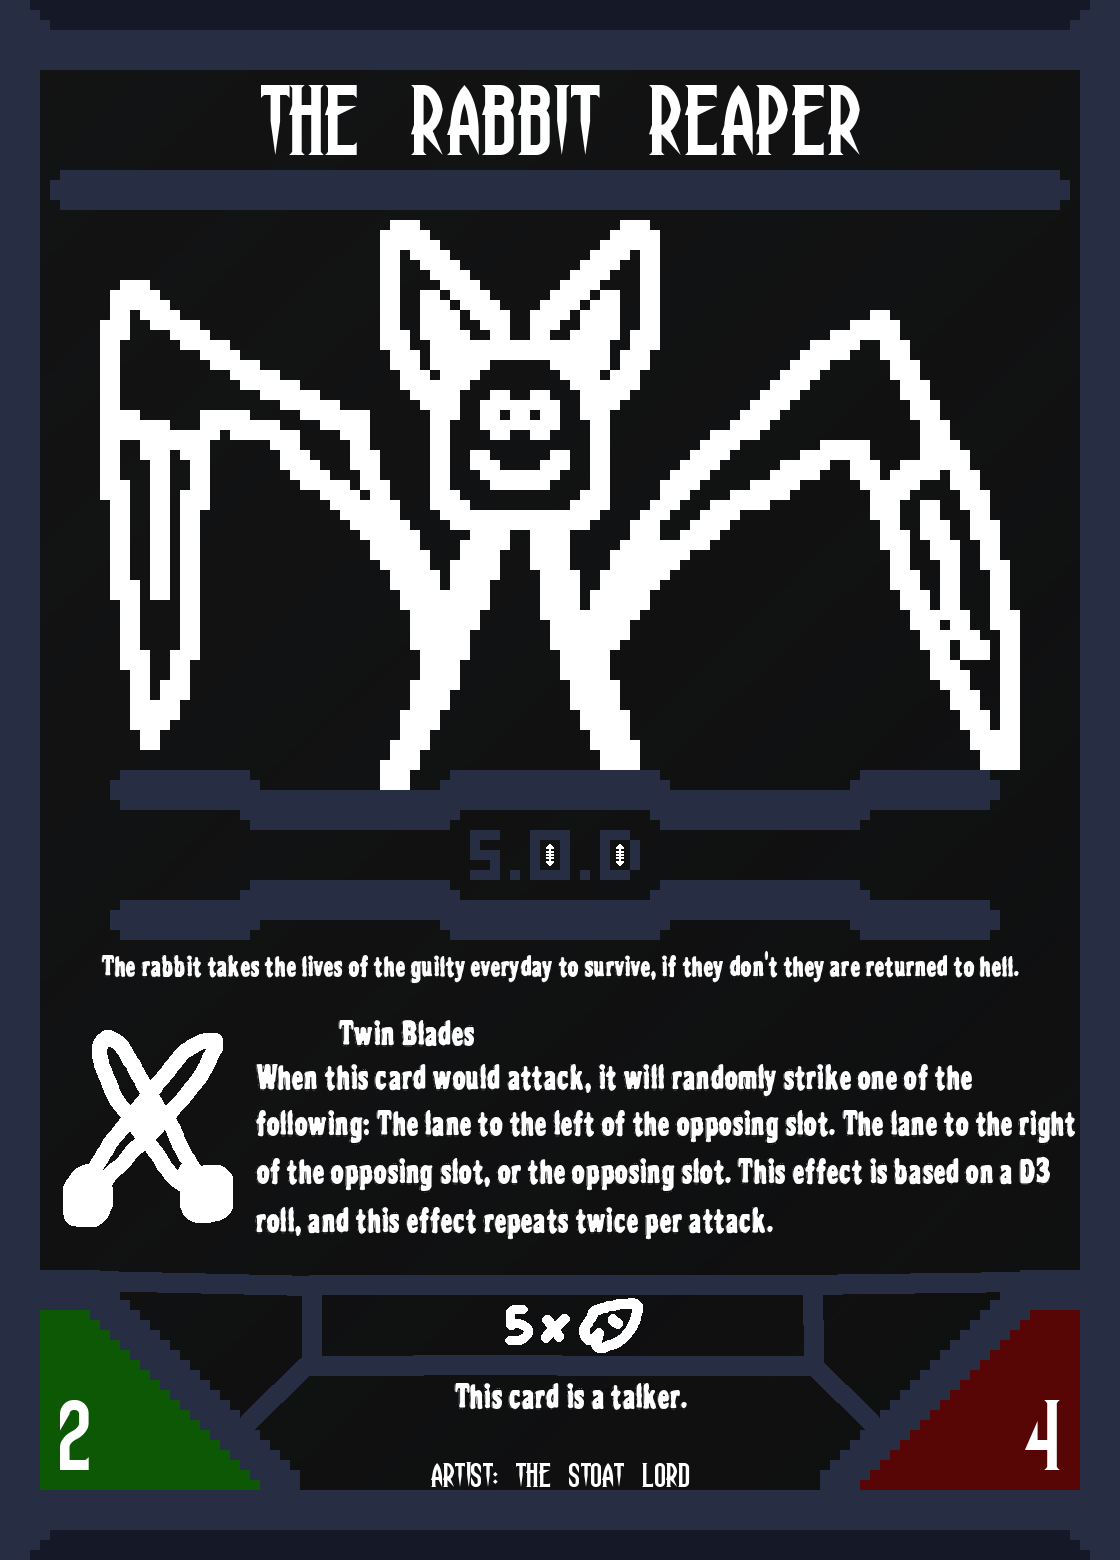 THE RABBIT REAPER
S.O.D
The rabbit takes the lives of the guilty everyday to survive, if they don't they are returned to hell.
Twin Blades
When this card would attack, it will randomly strike one of the
following: The lane to the left of the opposing slot. The lane to the right
of the opposing slot, or the opposing slot. This effect is based on a D3
roll, and this effect repeats twice per attack.
5x
This card is a talker.
2
4
ARTIST: THE STOAT LORD